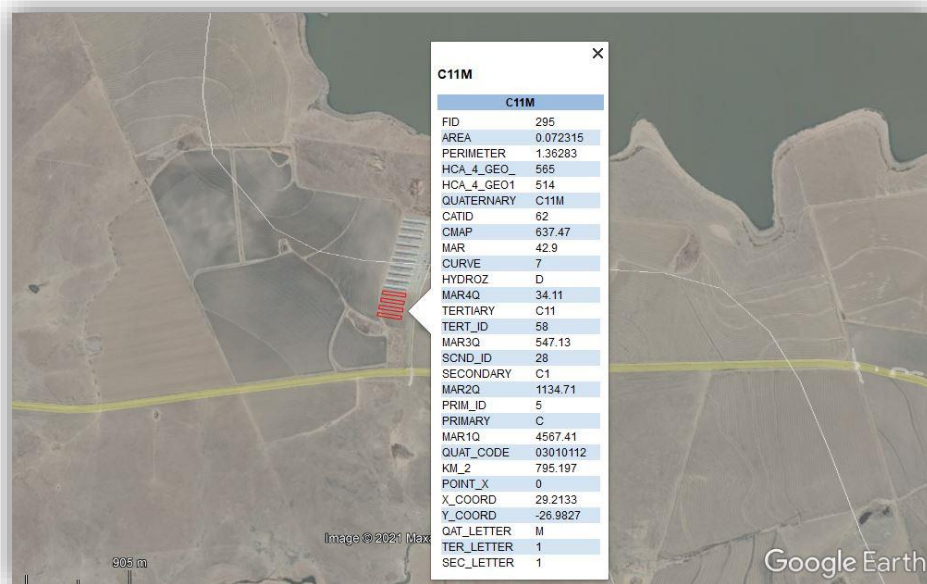 C11M
C11M
FID 295
AREA 0.072315
PERIMETER 1.36283
HCA_4_GEO_ 565
HCA_4_GEO1 514
QUATERNARY C11M
CATID 62
CMAP 637.47
MAR 42.9
CURVE 7
HYDROZ D
MAR4Q 34.11
TERTIARY C11
TERT_ID 58
MAR3Q 547.13
SCND_ID 28
SECONDARY C1
MAR2Q 1134.71
PRIM_ID 5
PRIMARY C
MAR1Q 4567.41
QUAT_CODE 03010112
KM_2 795.197
POINT_X 0
X_COORD 29.2133
Y_COORD -26.9827
QAT_LETTER M
TER_LETTER 1
SEC_LETTER 1
Image © 2021
905 m
Google Earth